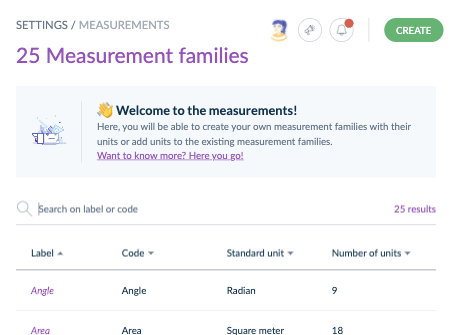 SETTINGS / MEASUREMENTS
CREATE
25 Measurement families
👋 Welcome to the measurements!
Here, you will be able to create your own measurement families with their
units or add units to the existing measurement families.
Want to know more? Here you go!
Search on label or code
25 results
Label Code Standard unit Number of units
Angle Angle Radian 9
Area Area Square meter 18